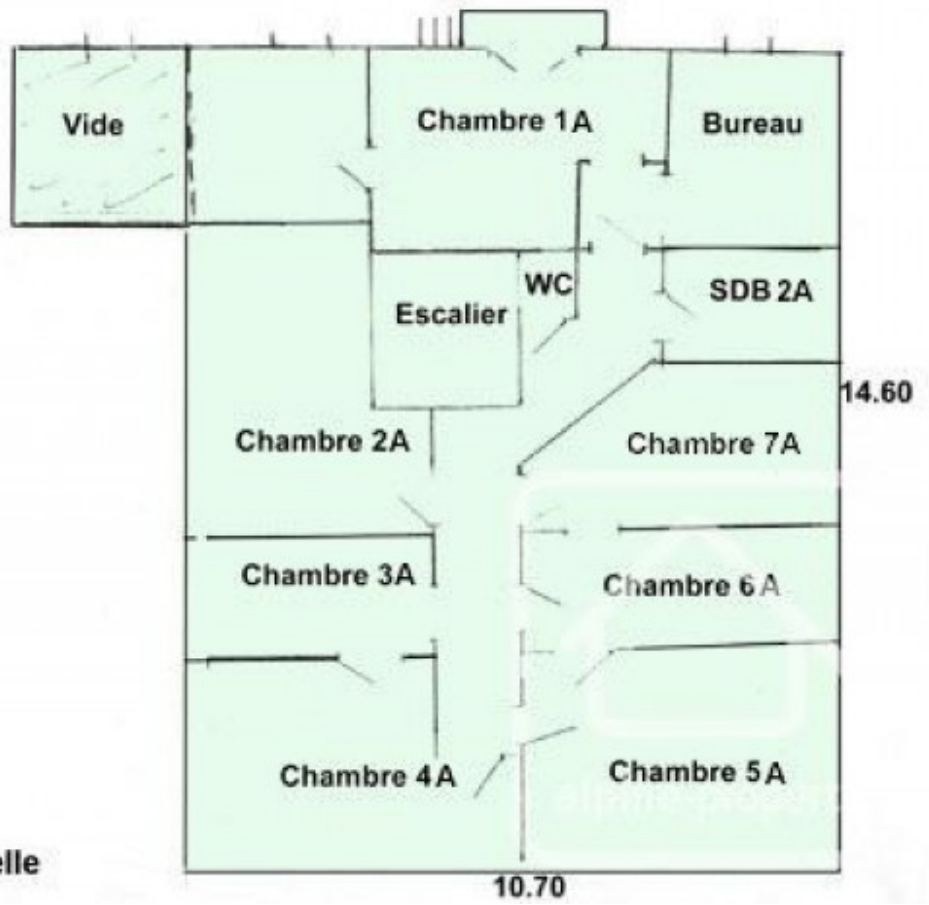 Vide
Chambre 1A
Bureau
WC
SDB 2A
Escalier
14.60
Chambre 2A
Chambre 7A
Chambre 3A
Chambre 6A
Chambre 4A
Chambre 5A
elle
10.70